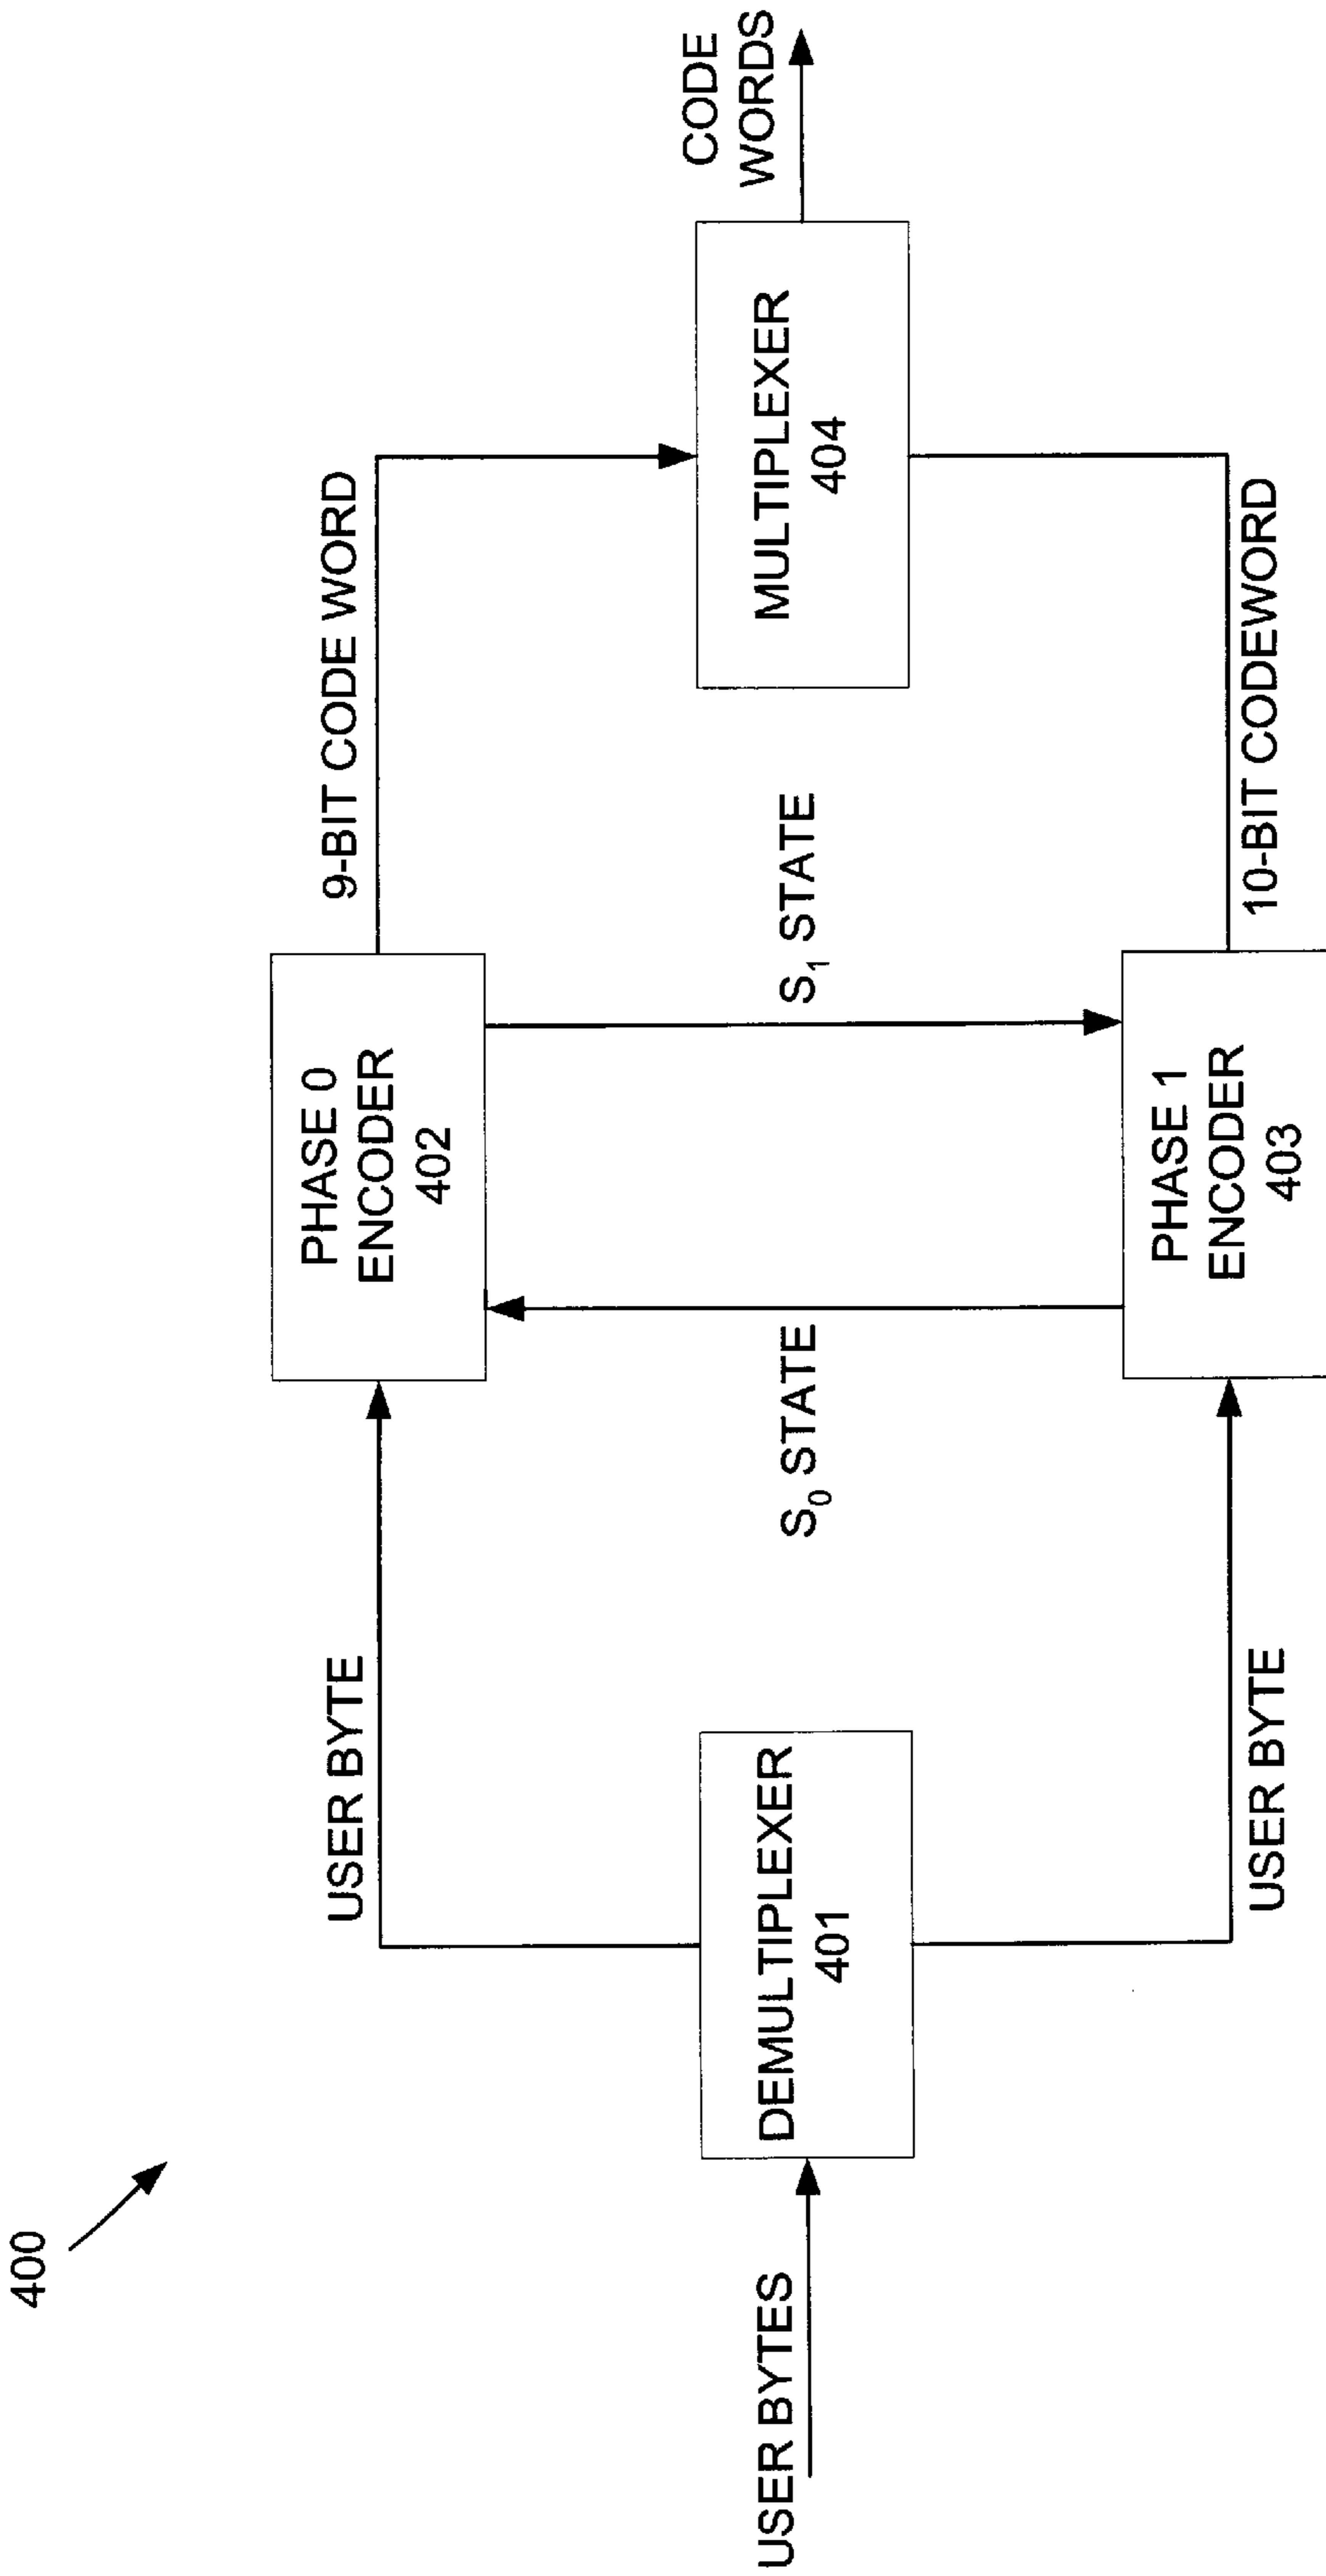 400
USER BYTES
DEMULTIPLEXER
401
USER BYTE
USER BYTE
PHASE 0
ENCODER
402
S₀ STATE
S₁ STATE
PHASE 1
ENCODER
403
9-BIT CODE WORD
10-BIT CODEWORD
MULTIPLEXER
404
CODE
WORDS